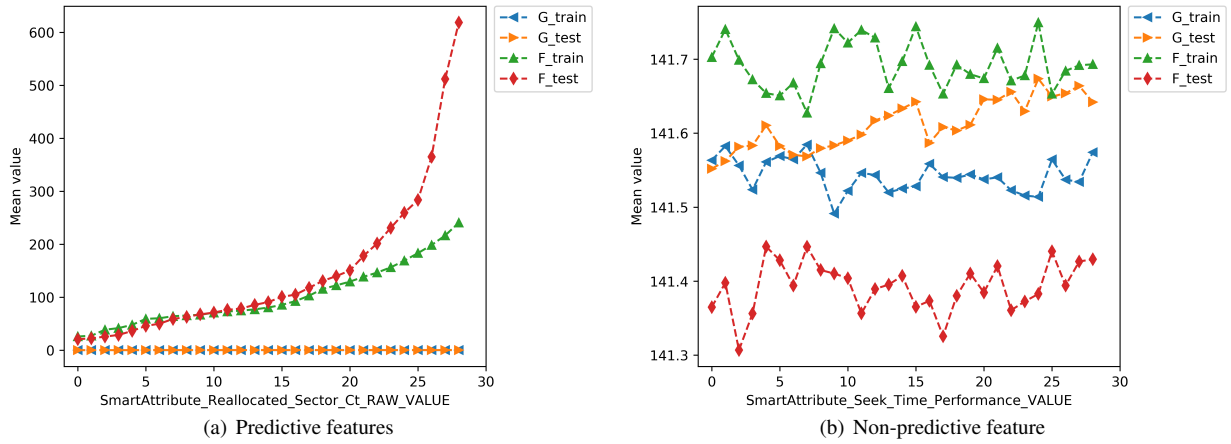 600
500
400
300
200
100
0
Mean value
0 5 10 15 20 25 30
SmartAttribute_Reallocated_Sector_Ct_RAW_VALUE
G_train
G_test
F_train
F_test
(a) Predictive features
141.7
141.6
141.5
141.4
141.3
Mean value
0 5 10 15 20 25 30
SmartAttribute_Seek_Time_Performance_VALUE
G_train
G_test
F_train
F_test
(b) Non-predictive feature